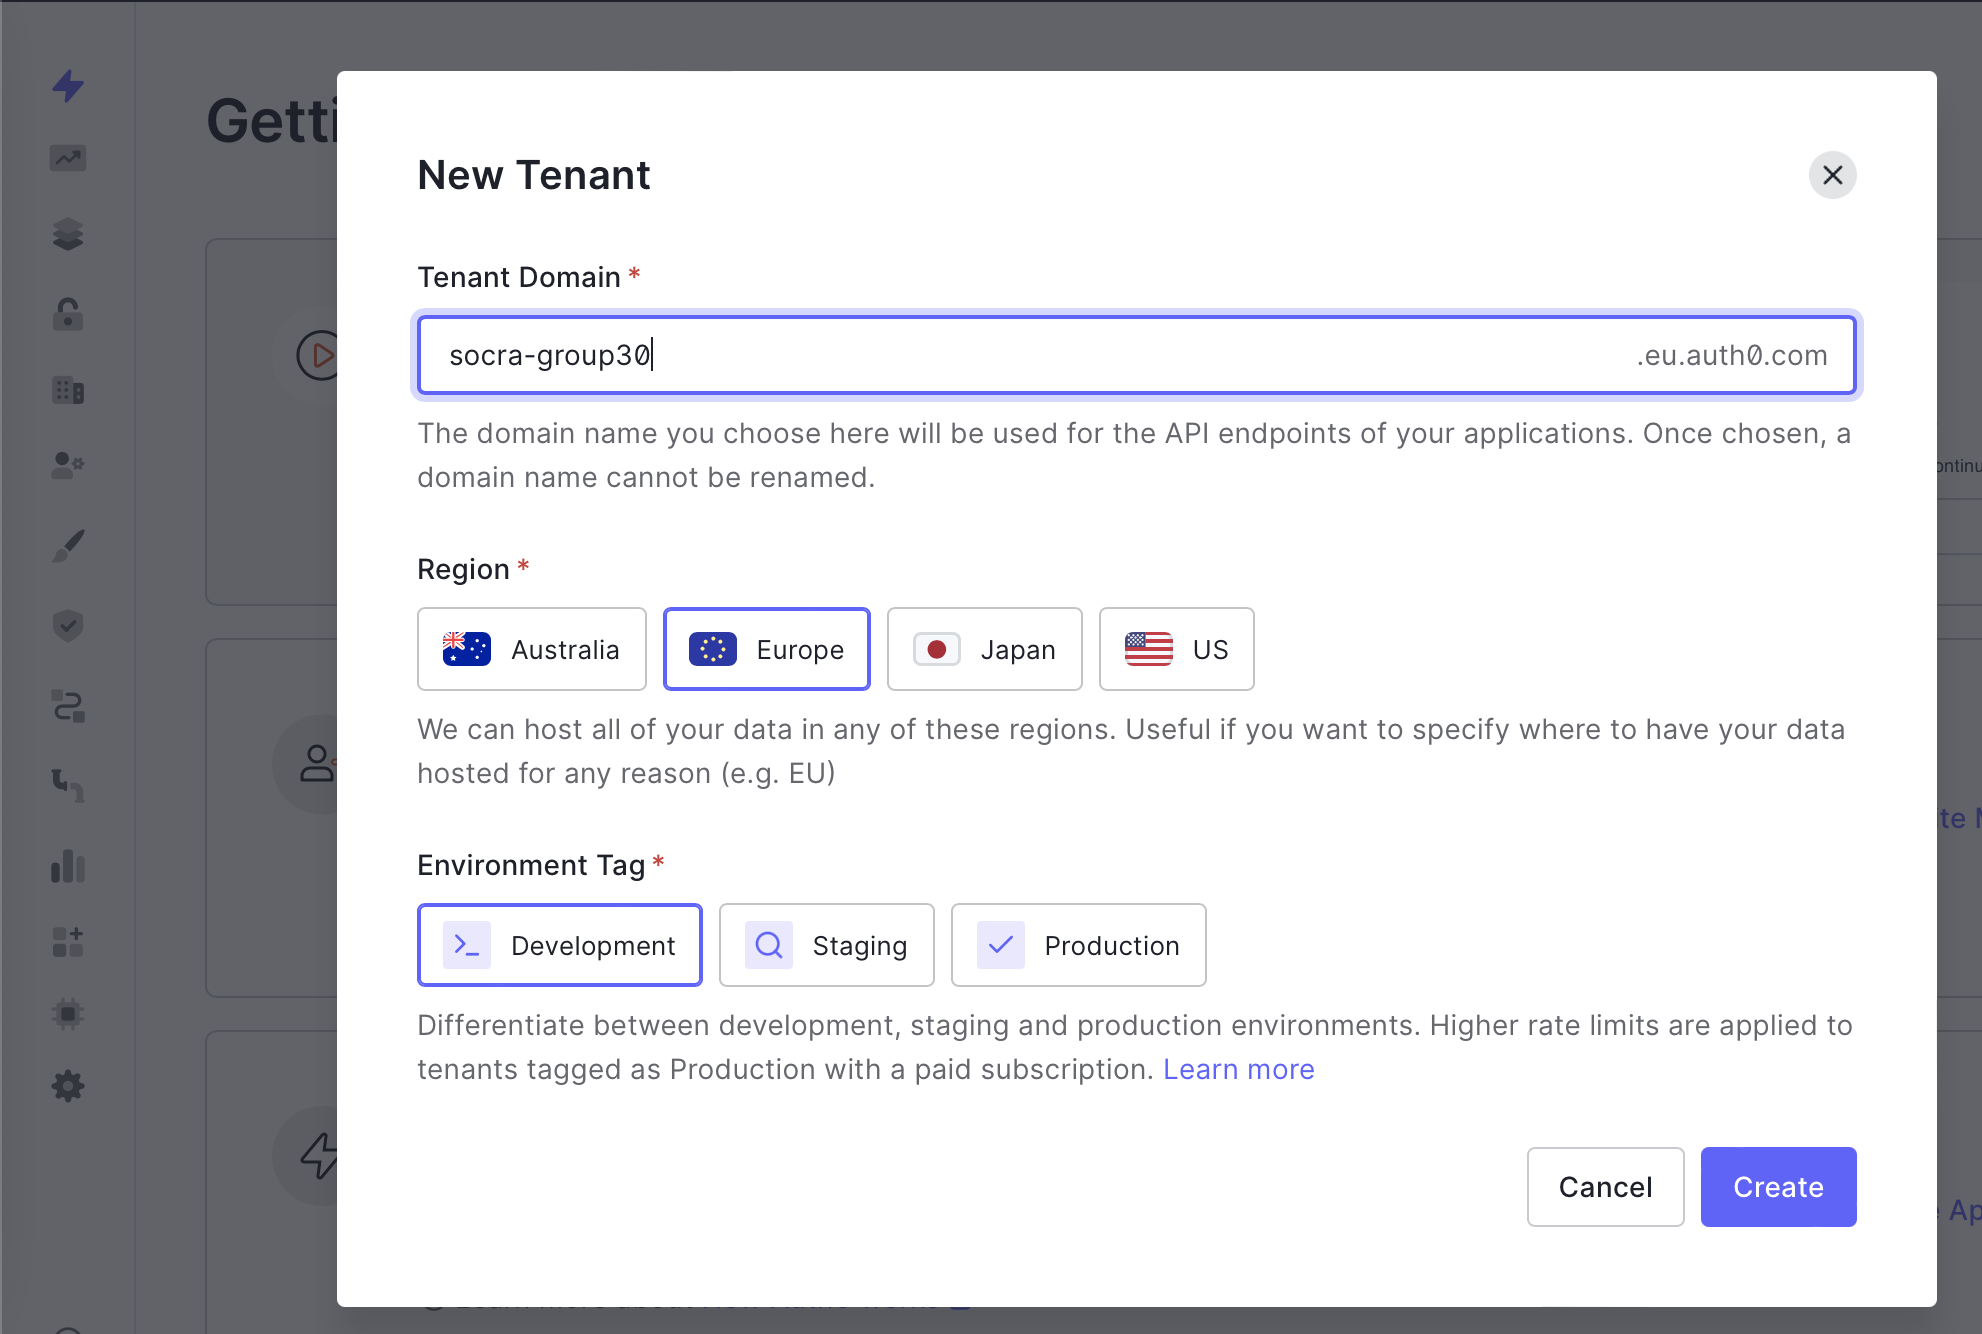 Getti
New Tenant
Tenant Domain *
socra-group30
.eu.auth0.com
The domain name you choose here will be used for the API endpoints of your applications. Once chosen, a
domain name cannot be renamed.
ontinu
Region *
Australia
Europe
Japan
US
We can host all of your data in any of these regions. Useful if you want to specify where to have your data
hosted for any reason (e.g. EU)
te
Environment Tag *
Development
Staging
Production
Differentiate between development, staging and production environments. Higher rate limits are applied to
tenants tagged as Production with a paid subscription. Learn more
Cancel
Create
Ap